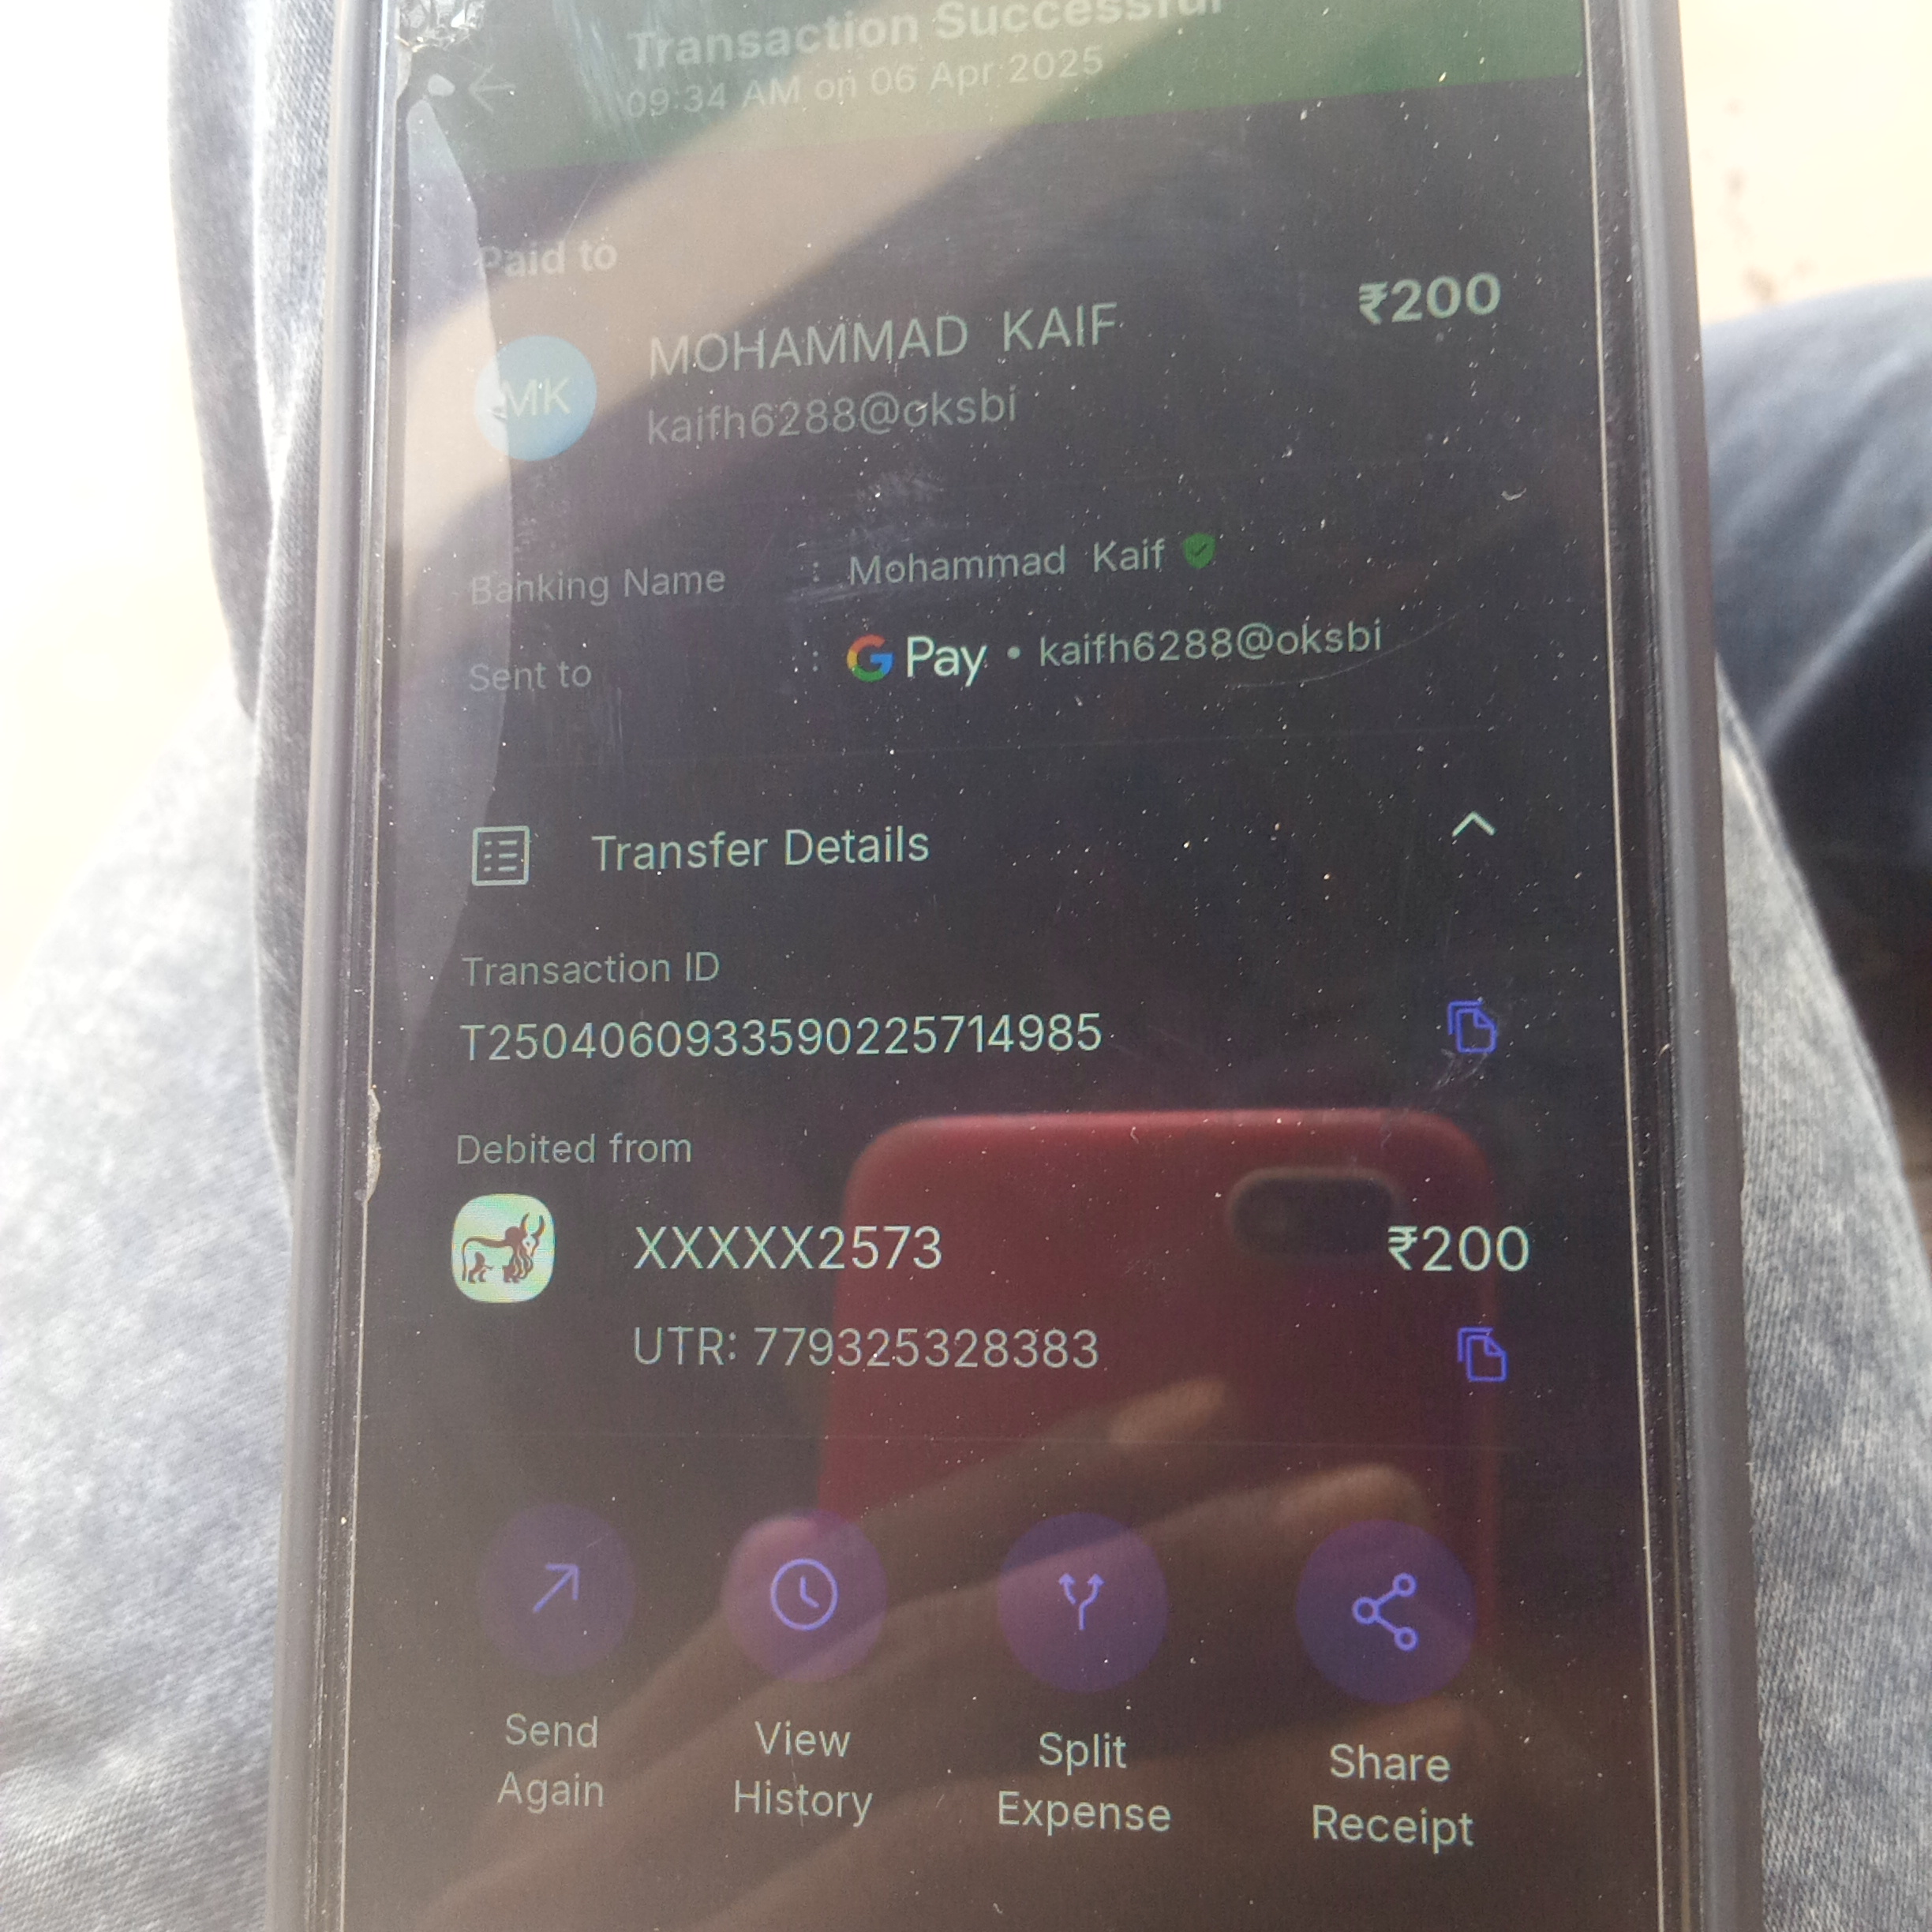 Transaction Successful
09:34 AM on 06 Apr 2025
Paid to
MK
MOHAMMAD KAIF
₹200
kaifh6288@oksbi
Banking Name : Mohammad Kaif
Sent to : G Pay • kaifh6288@oksbi
Transfer Details
Transaction ID
T2504060933590225714985
Debited from
XXXXX2573
₹200
UTR: 779325328383
Send Again
View History
Split Expense
Share Receipt